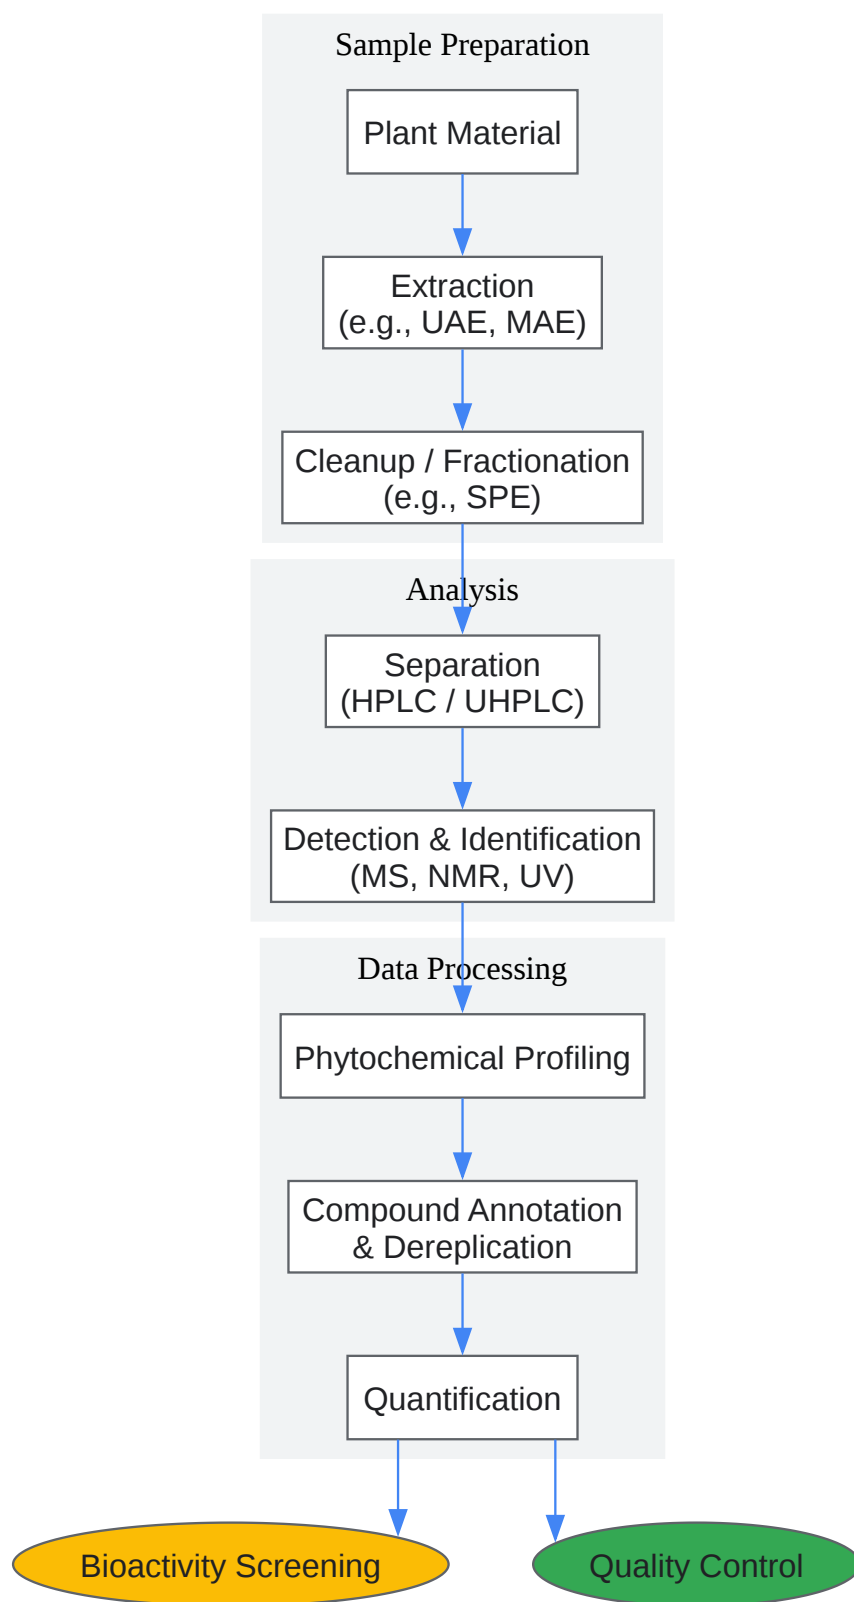 Sample Preparation
Plant Material
Extraction
(e.g., UAE, MAE)
Cleanup / Fractionation
(e.g., SPE)
Analysis
Separation
(HPLC / UHPLC)
Detection & Identification
(MS, NMR, UV)
Data Processing
Phytochemical Profiling
Compound Annotation
& Dereplication
Quantification
Bioactivity Screening
Quality Control